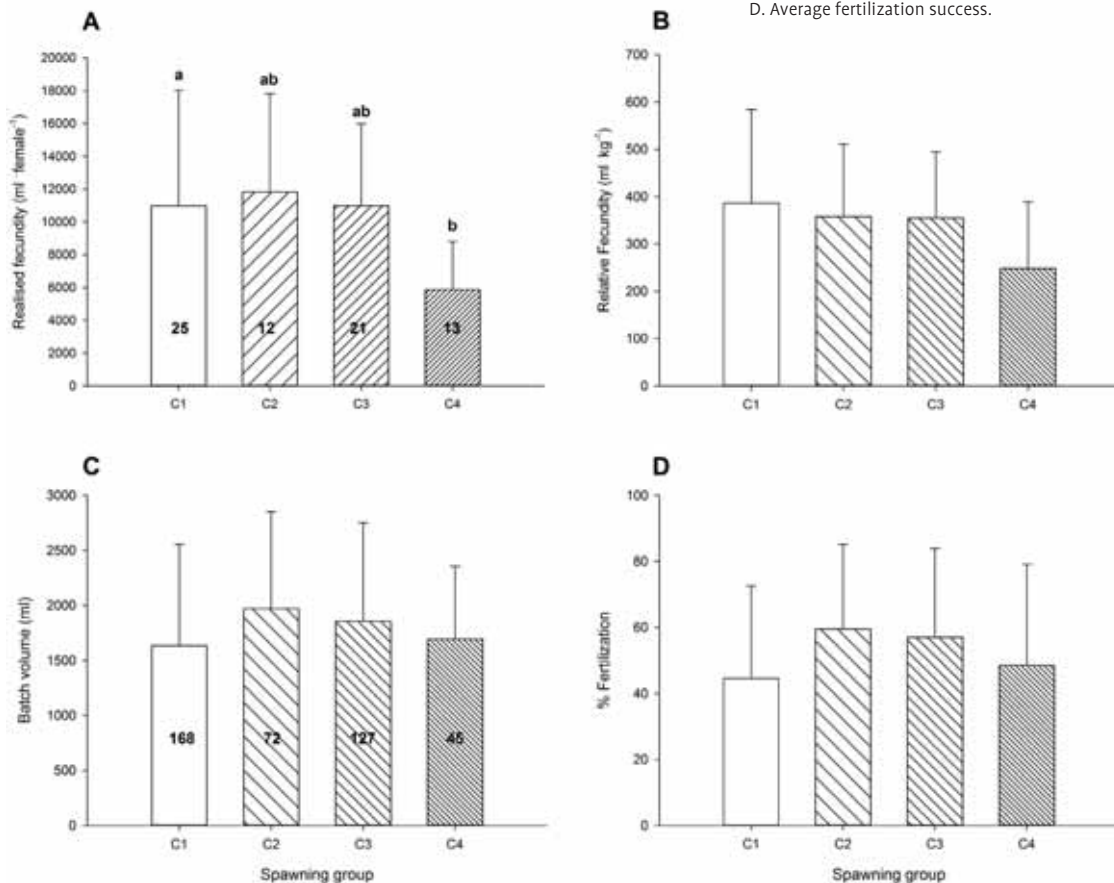 D. Average fertilization success.
A
Realised fecundity (ml female⁻¹)
20000
18000
16000
14000
12000
10000
8000
6000
4000
2000
0
a
ab
ab
b
25
12
21
13
C1
C2
C3
C4
B
Relative Fecundity (ml kg⁻¹)
700
600
500
400
300
200
100
0
C1
C2
C3
C4
C
Batch volume (ml)
3000
2500
2000
1500
1000
500
0
168
72
127
45
C1
C2
C3
C4
Spawning group
D
% Fertilization
100
80
60
40
20
0
C1
C2
C3
C4
Spawning group